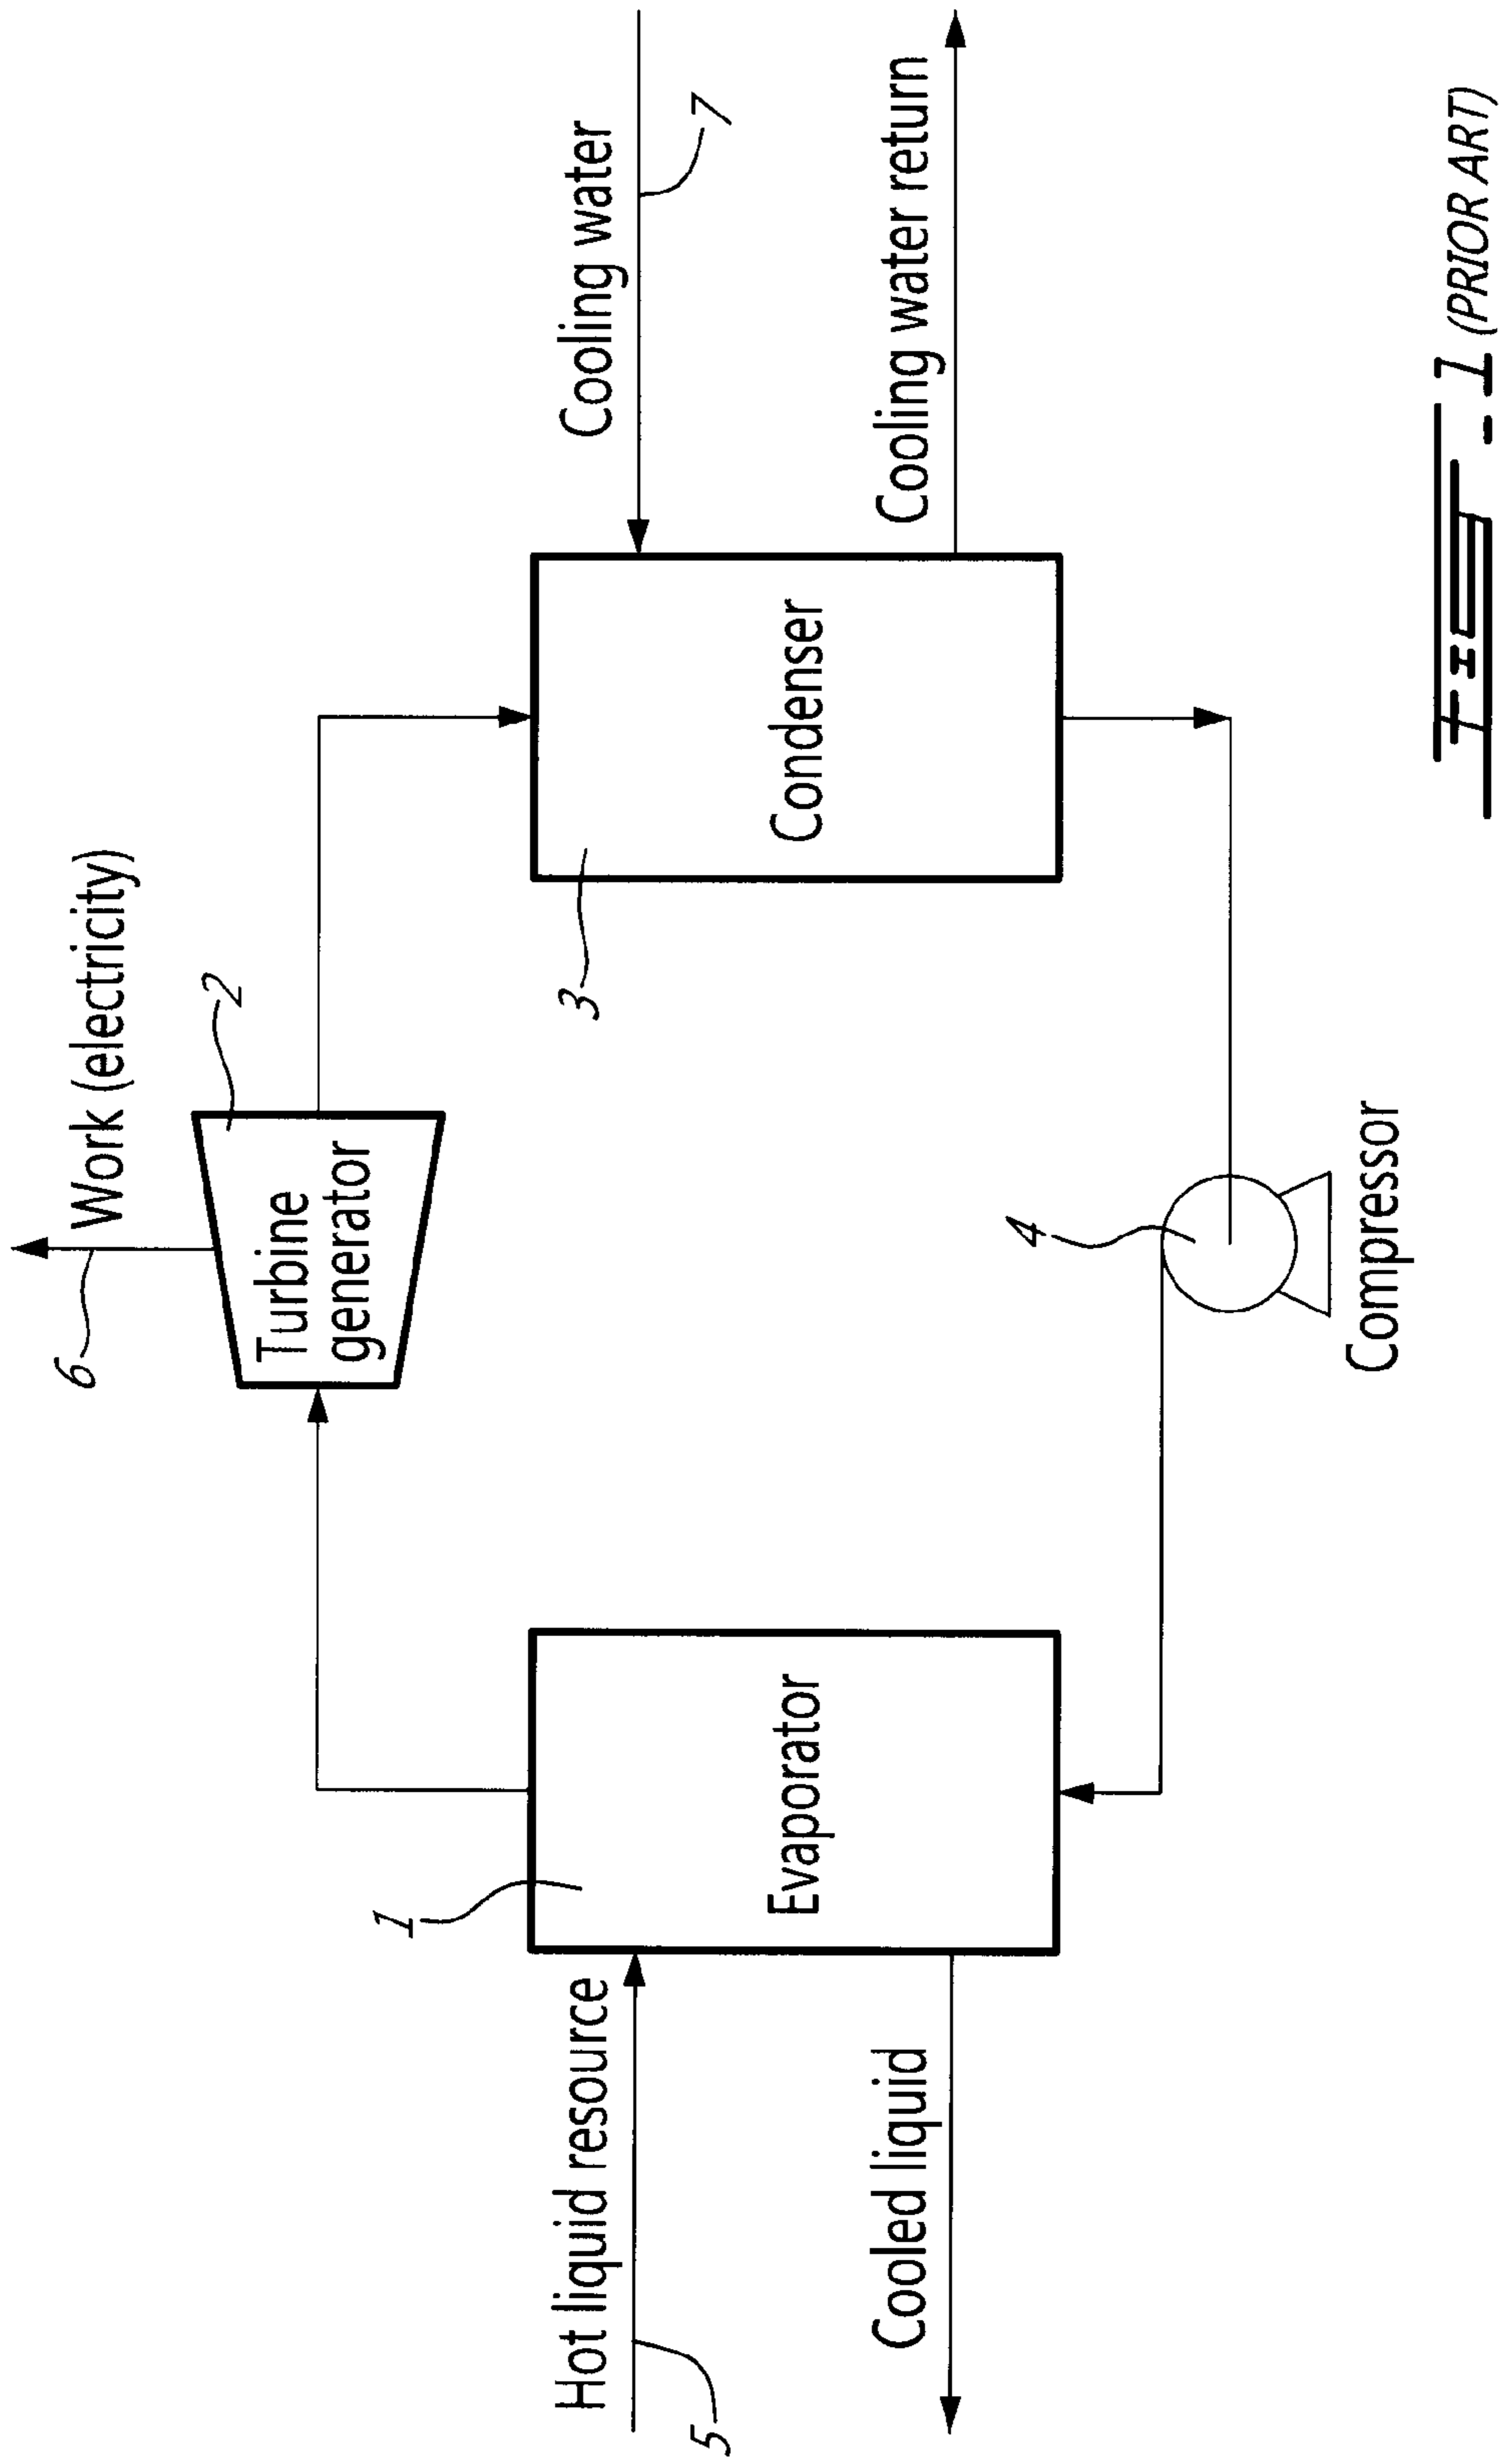 Work (electricity)
6
2
Turbine
generator
1
3
Hot liquid resource
Cooling water
5
7
Evaporator
Condenser
Cooled liquid
Cooling water return
4
Compressor
FIG. 1 (PRIOR ART)